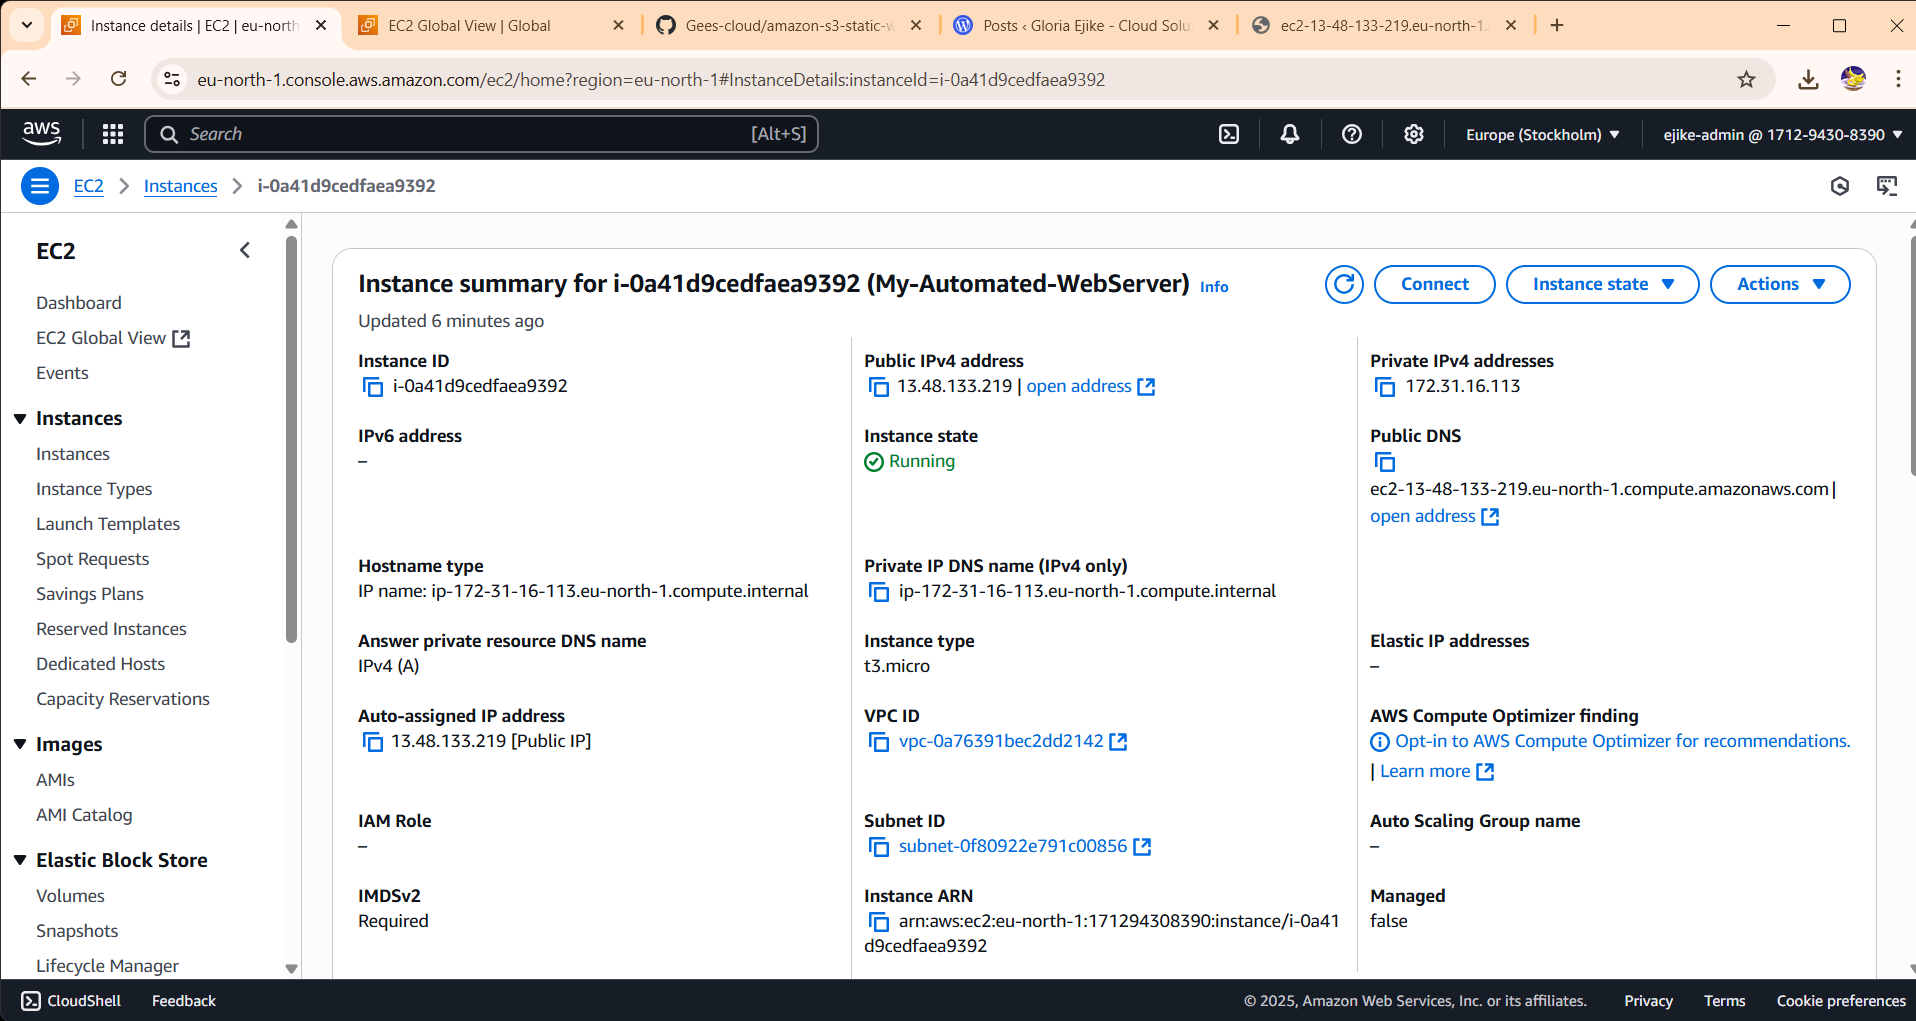 Instance details | EC2 | eu-north
EC2 Global View | Global
Gees-cloud/amazon-s3-static-w
Posts ‹ Gloria Ejike - Cloud Solu
ec2-13-48-133-219.eu-north-1.
eu-north-1.console.aws.amazon.com/ec2/home?region=eu-north-1#InstanceDetails:instanceId=i-0a41d9cedfaea9392
aws
Search
[Alt+S]
Europe (Stockholm)
ejike-admin @ 1712-9430-8390
EC2
Instances
i-0a41d9cedfaea9392
EC2
Dashboard
EC2 Global View
Events
Instances
Instances
Instance Types
Launch Templates
Spot Requests
Savings Plans
Reserved Instances
Dedicated Hosts
Capacity Reservations
Images
AMIs
AMI Catalog
Elastic Block Store
Volumes
Snapshots
Lifecycle Manager
Instance summary for i-0a41d9cedfaea9392 (My-Automated-WebServer) Info
Connect
Instance state
Actions
Updated 6 minutes ago
Instance ID
i-0a41d9cedfaea9392
Public IPv4 address
13.48.133.219 | open address
Private IPv4 addresses
172.31.16.113
IPv6 address
–
Instance state
Running
Public DNS
ec2-13-48-133-219.eu-north-1.compute.amazonaws.com |
open address
Hostname type
IP name: ip-172-31-16-113.eu-north-1.compute.internal
Private IP DNS name (IPv4 only)
ip-172-31-16-113.eu-north-1.compute.internal
Answer private resource DNS name
IPv4 (A)
Instance type
t3.micro
Elastic IP addresses
–
Auto-assigned IP address
13.48.133.219 [Public IP]
VPC ID
vpc-0a76391bec2dd2142
AWS Compute Optimizer finding
Opt-in to AWS Compute Optimizer for recommendations.
| Learn more
IAM Role
–
Subnet ID
subnet-0f80922e791c00856
Auto Scaling Group name
–
IMDSv2
Required
Instance ARN
arn:aws:ec2:eu-north-1:171294308390:instance/i-0a41
d9cedfaea9392
Managed
false
CloudShell
Feedback
© 2025, Amazon Web Services, Inc. or its affiliates.
Privacy
Terms
Cookie preferences